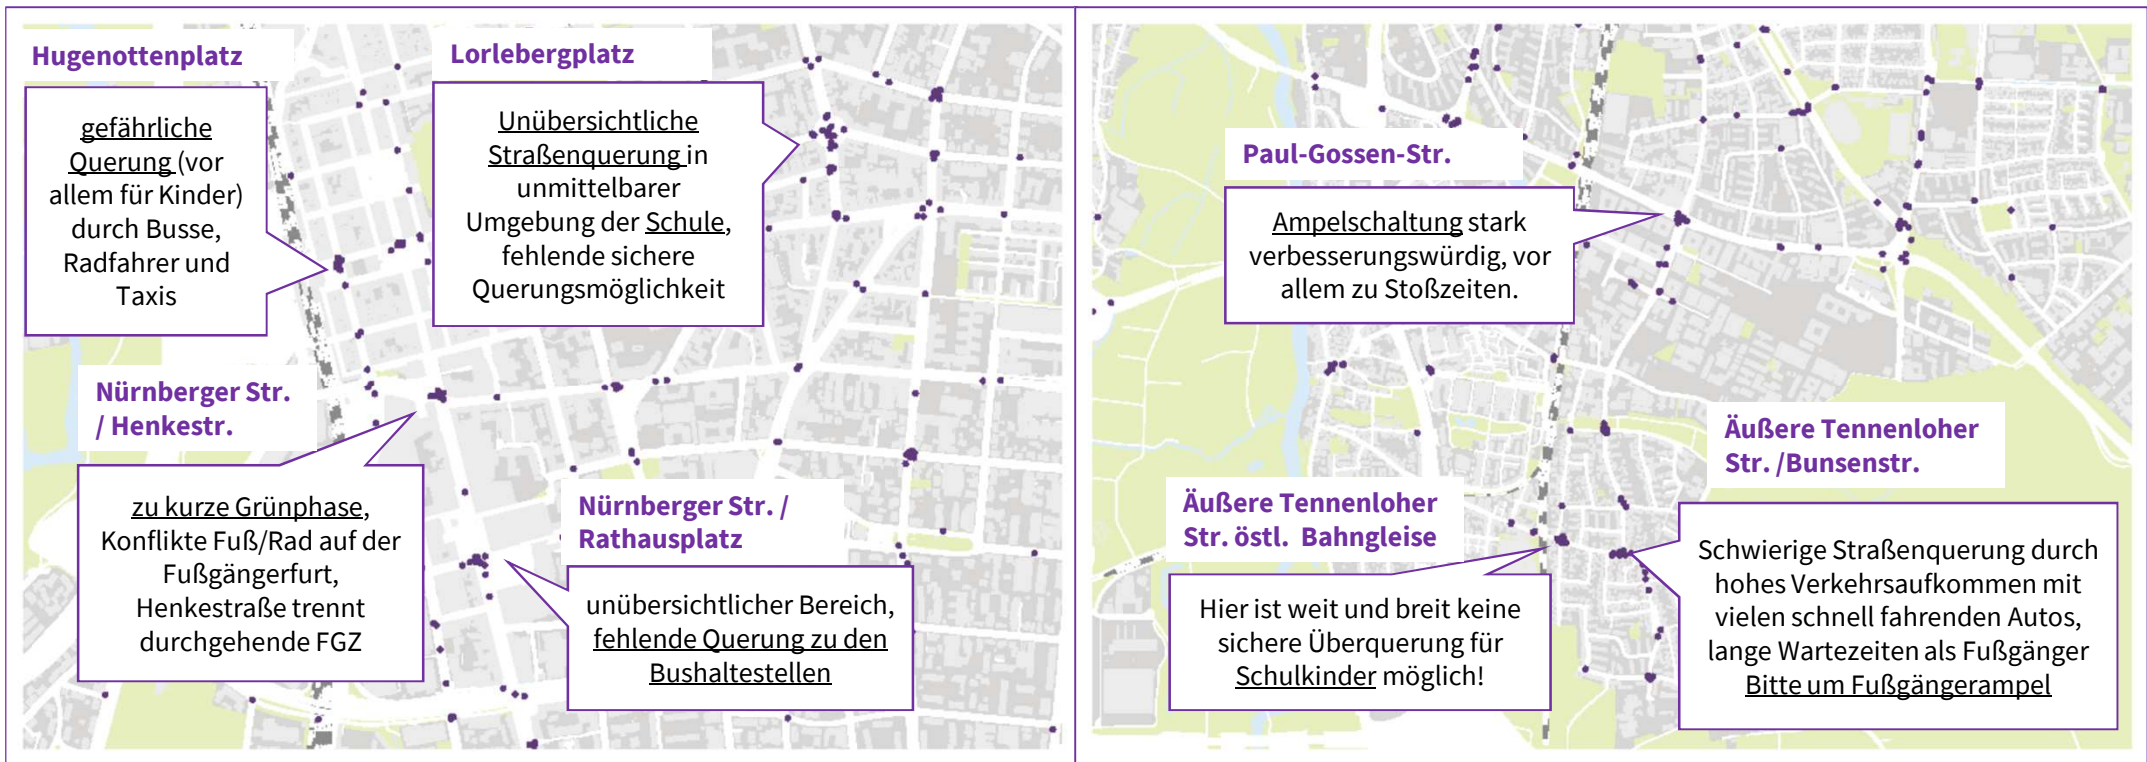 Hugenottenplatz
gefährliche
Querung (vor
allem für Kinder)
durch Busse,
Radfahrer und
Taxis
Lorlebergplatz
Unübersichtliche
Straßenquerung in
unmittelbarer
Umgebung der Schule,
fehlende sichere
Querungsmöglichkeit
Nürnberger Str.
/ Henkestr.
zu kurze Grünphase,
Konflikte Fuß/Rad auf der
Fußgängerfurt,
Henkestraße trennt
durchgehende FGZ
Nürnberger Str. /
Rathausplatz
unübersichtlicher Bereich,
fehlende Querung zu den
Bushaltestellen
Paul-Gossen-Str.
Ampelschaltung stark
verbesserungswürdig, vor
allem zu Stoßzeiten.
Äußere Tennenloher
Str. östl. Bahngleise
Hier ist weit und breit keine
sichere Überquerung für
Schulkinder möglich!
Äußere Tennenloher
Str. /Bunsenstr.
Schwierige Straßenquerung durch
hohes Verkehrsaufkommen mit
vielen schnell fahrenden Autos,
lange Wartezeiten als Fußgänger
Bitte um Fußgängerampel